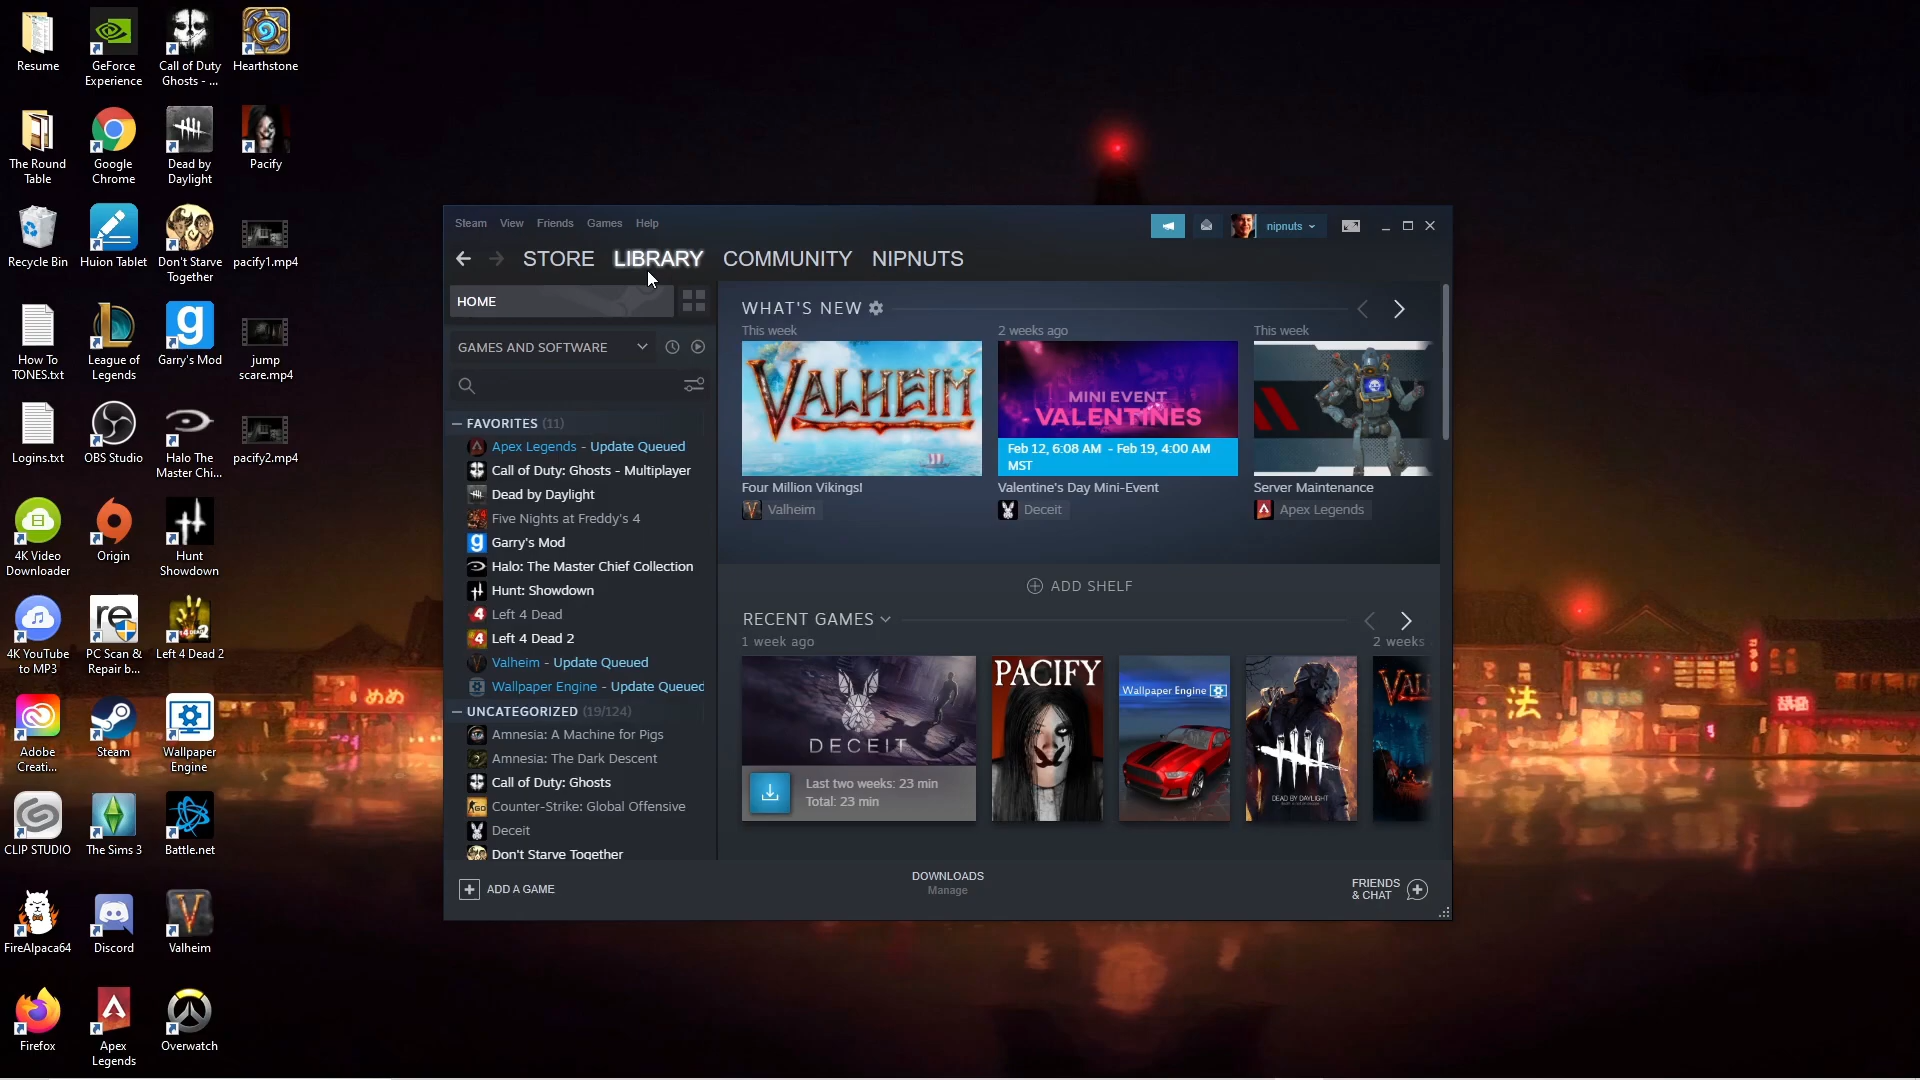 Resume
GeForce
Experience
Call of Duty
Ghosts - ...
Hearthstone
The Round
Table
Google
Chrome
Dead by
Daylight
Pacify
Recycle Bin
Huion Tablet
Don't Starve
Together
pacify1.mp4
How To
TONES.txt
League of
Legends
Garry's Mod
jump
scare.mp4
Logins.txt
OBS Studio
Halo The
Master Chi...
pacify2.mp4
4K Video
Downloader
Origin
Hunt
Showdown
4K YouTube
to MP3
PC Scan &
Repair b...
Left 4 Dead 2
Adobe
Creati...
Steam
Wallpaper
Engine
CLIP STUDIO
The Sims 3
Battle.net
FireAlpaca64
Discord
Valheim
Firefox
Apex
Legends
Overwatch
Steam View Friends Games Help
nipnuts
STORE LIBRARY COMMUNITY NIPNUTS
HOME
GAMES AND SOFTWARE
FAVORITES (11)
Apex Legends - Update Queued
Call of Duty: Ghosts - Multiplayer
Dead by Daylight
Five Nights at Freddy's 4
Garry's Mod
Halo: The Master Chief Collection
Hunt: Showdown
Left 4 Dead
Left 4 Dead 2
Valheim - Update Queued
Wallpaper Engine - Update Queued
UNCATEGORIZED (19/124)
Amnesia: A Machine for Pigs
Amnesia: The Dark Descent
Call of Duty: Ghosts
Counter-Strike: Global Offensive
Deceit
Don't Starve Together
WHAT'S NEW
This week
2 weeks ago
This week
VALHEIM
MINI EVENT
VALENTINES
Feb 12, 6:08 AM - Feb 19, 4:00 AM
MST
Four Million Vikings!
Valentine's Day Mini-Event
Server Maintenance
Valheim
Deceit
Apex Legends
ADD SHELF
RECENT GAMES
1 week ago
2 weeks
DECEIT
Last two weeks: 23 min
Total: 23 min
PACIFY
Wallpaper Engine
DEAD BY DAYLIGHT
VAL
ADD A GAME
DOWNLOADS
Manage
FRIENDS
& CHAT
めめ
法